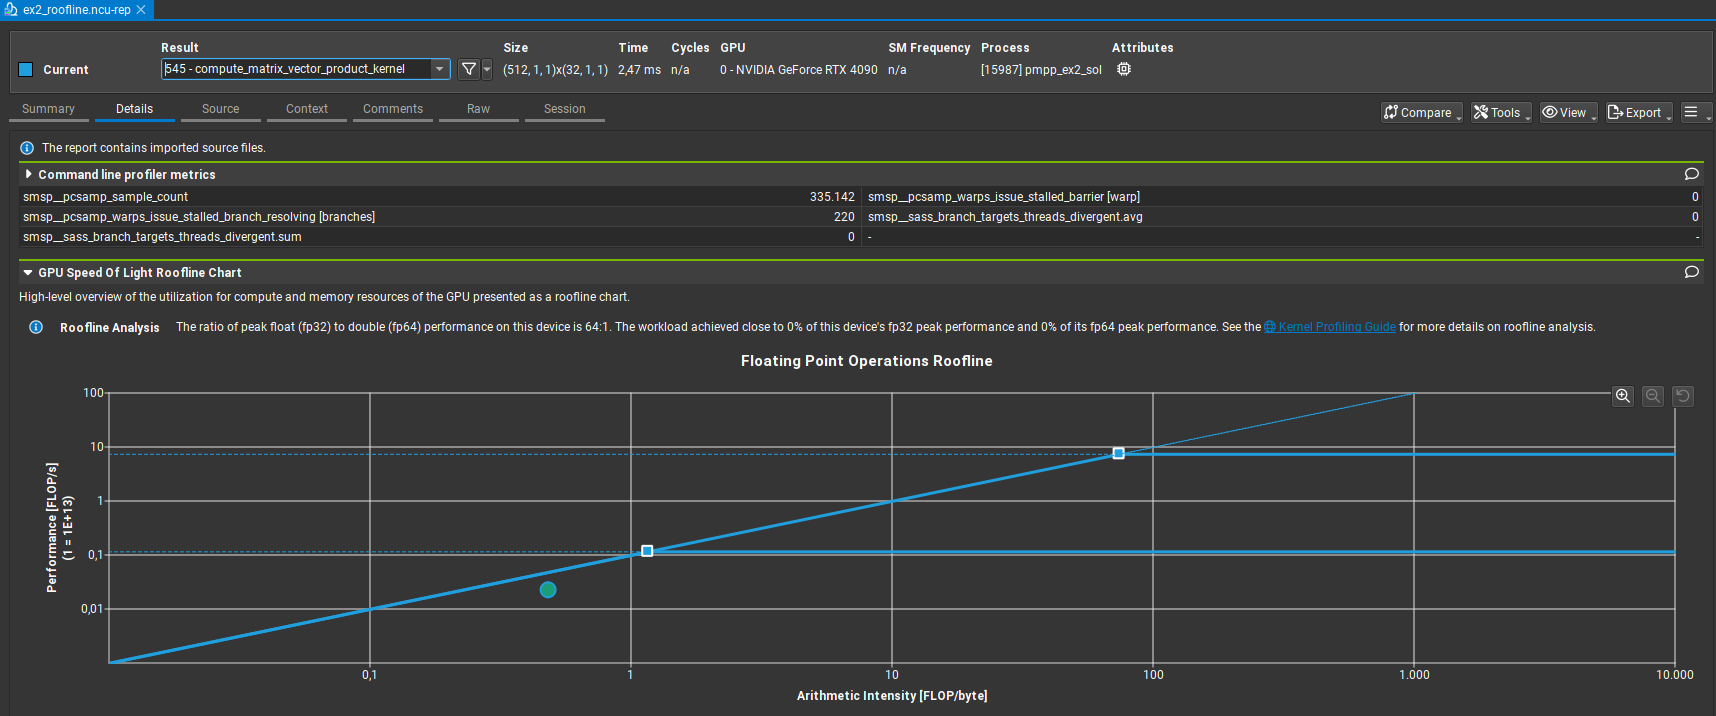 ex2_roofline.ncu-rep
Result Size Time Cycles GPU SM Frequency Process Attributes
Current 545 - compute_matrix_vector_product_kernel (512, 1, 1)x(32, 1, 1) 2,47 ms n/a 0 - NVIDIA GeForce RTX 4090 n/a [15987] pmpp_ex2_sol
Summary Details Source Context Comments Raw Session Compare Tools View Export
The report contains imported source files.
Command line profiler metrics
smsp__pcsamp_sample_count 335.142 smsp__pcsamp_warps_issue_stalled_barrier [warp] 0
smsp__pcsamp_warps_issue_stalled_branch_resolving [branches] 220 smsp__sass_branch_targets_threads_divergent.avg 0
smsp__sass_branch_targets_threads_divergent.sum 0 - -
GPU Speed Of Light Roofline Chart
High-level overview of the utilization for compute and memory resources of the GPU presented as a roofline chart.
Roofline Analysis The ratio of peak float (fp32) to double (fp64) performance on this device is 64:1. The workload achieved close to 0% of this device's fp32 peak performance and 0% of its fp64 peak performance. See the Kernel Profiling Guide for more details on roofline analysis.
Floating Point Operations Roofline
Performance [FLOP/s]
(1 = 1E+13)
100
10
1
0,1
0,01
0,1 1 10 100 1.000 10.000
Arithmetic Intensity [FLOP/byte]